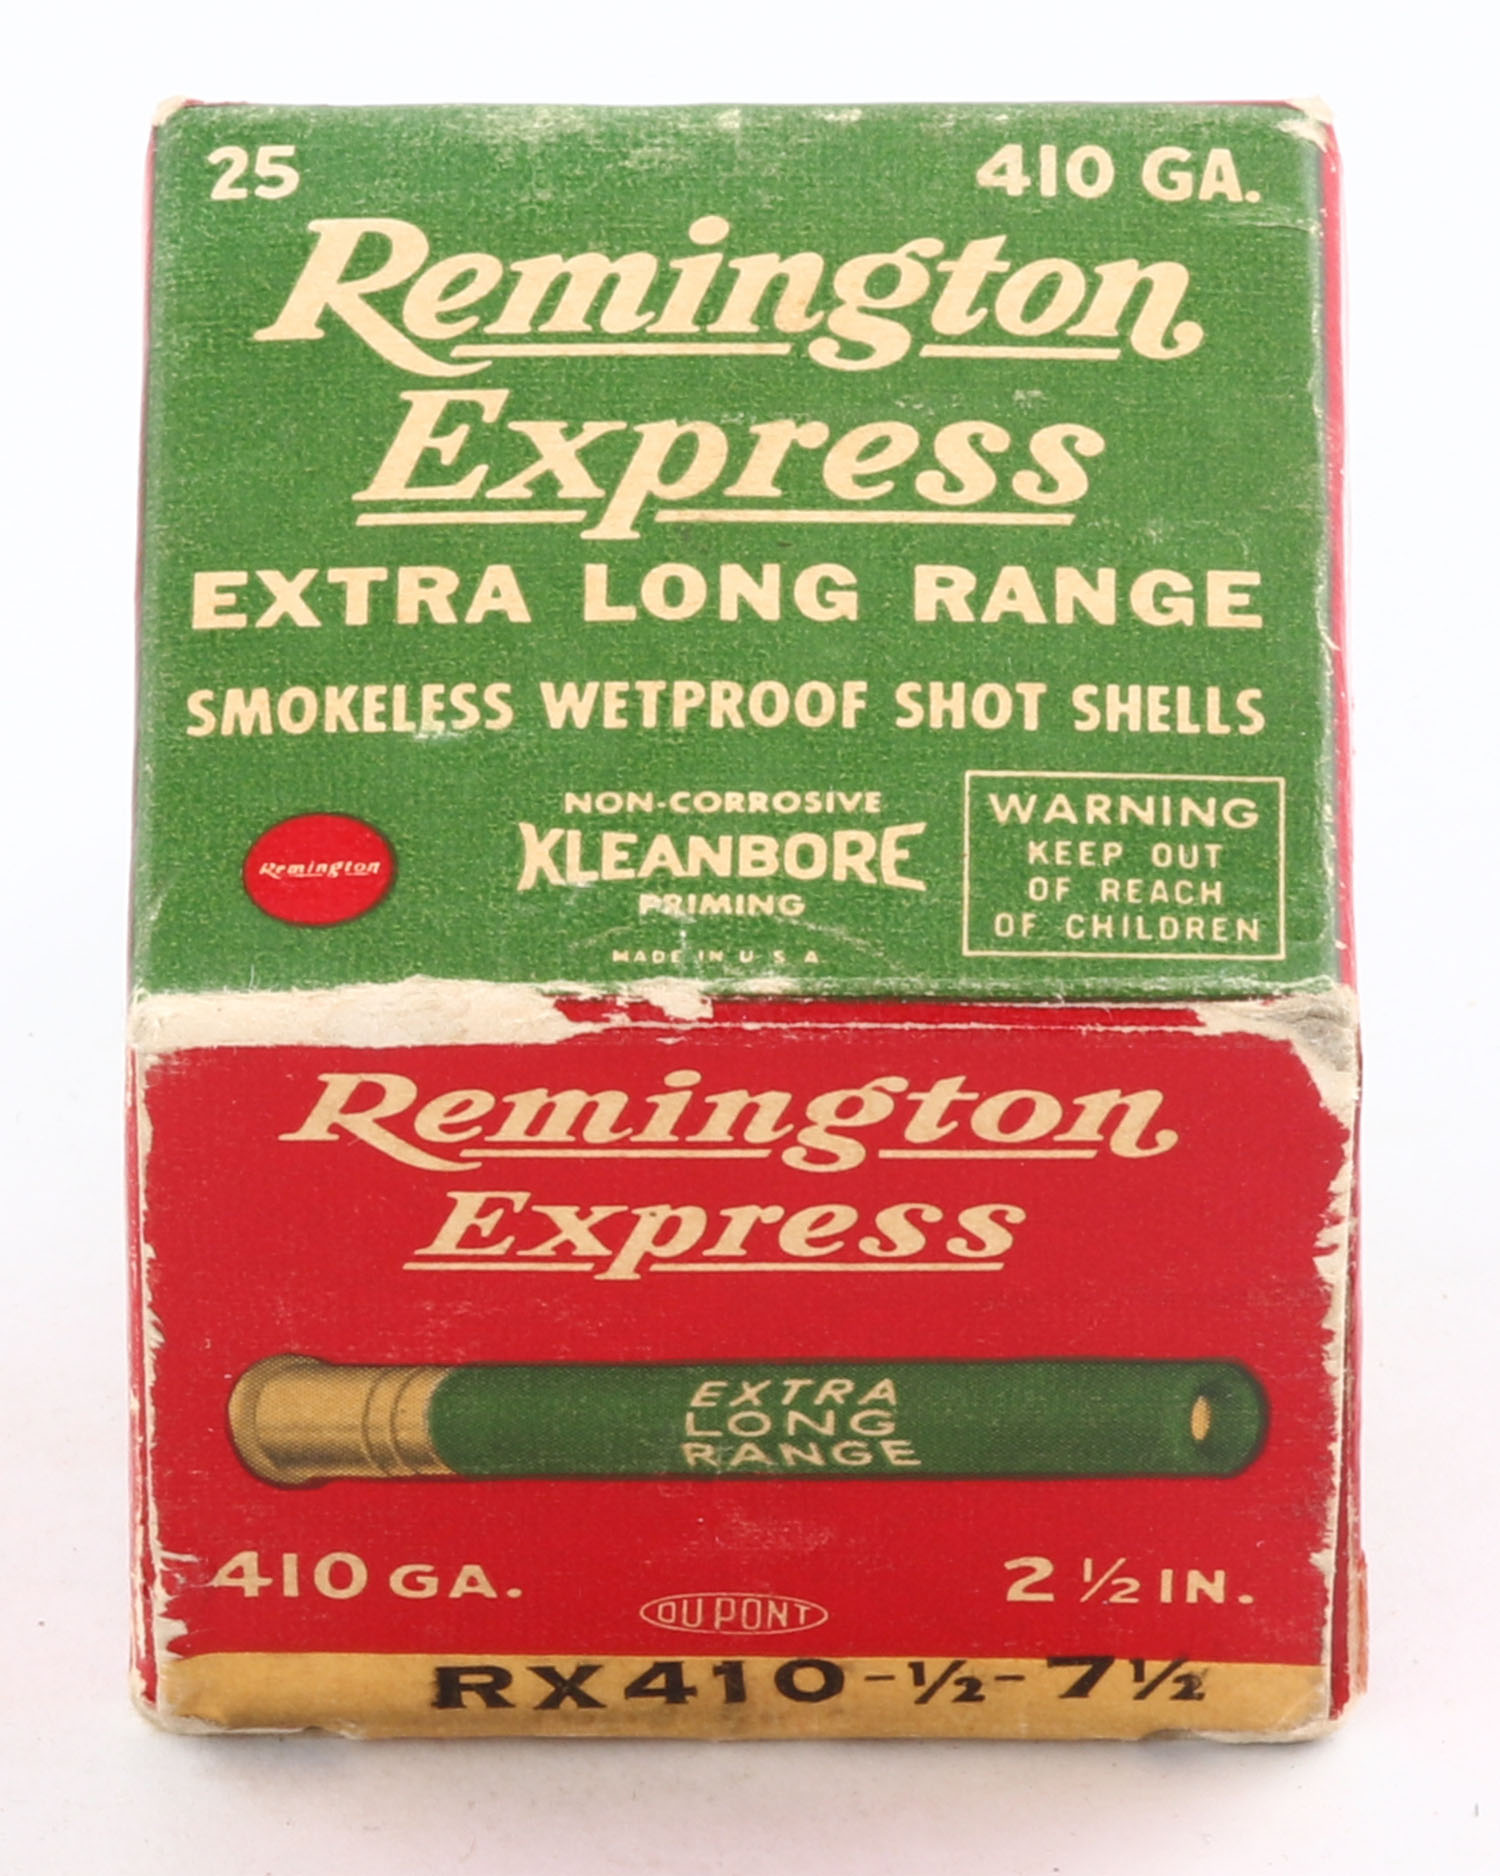 25 410 GA.
Remington
Express
EXTRA LONG RANGE
SMOKELESS WETPROOF SHOT SHELLS
Remington
NON-CORROSIVE
KLEANBORE
PRIMING
MADE IN U.S.A.
WARNING
KEEP OUT
OF REACH
OF CHILDREN
Remington
Express
EXTRA
LONG
RANGE
410 GA. 2 1/2 IN.
DU PONT
RX410-1/2-7 1/2